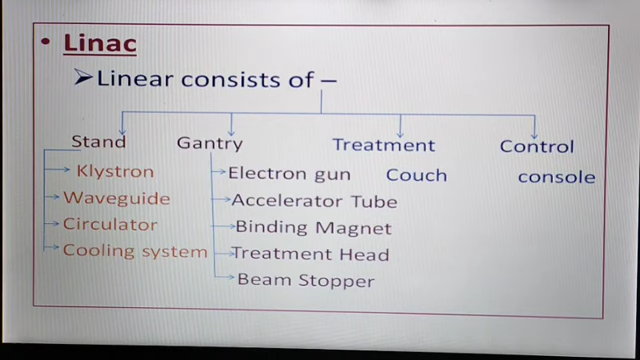 • Linac
➢Linear consists of –
Stand Gantry Treatment Couch Control console
Klystron
Waveguide
Circulator
Cooling system
Electron gun
Accelerator Tube
Binding Magnet
Treatment Head
Beam Stopper